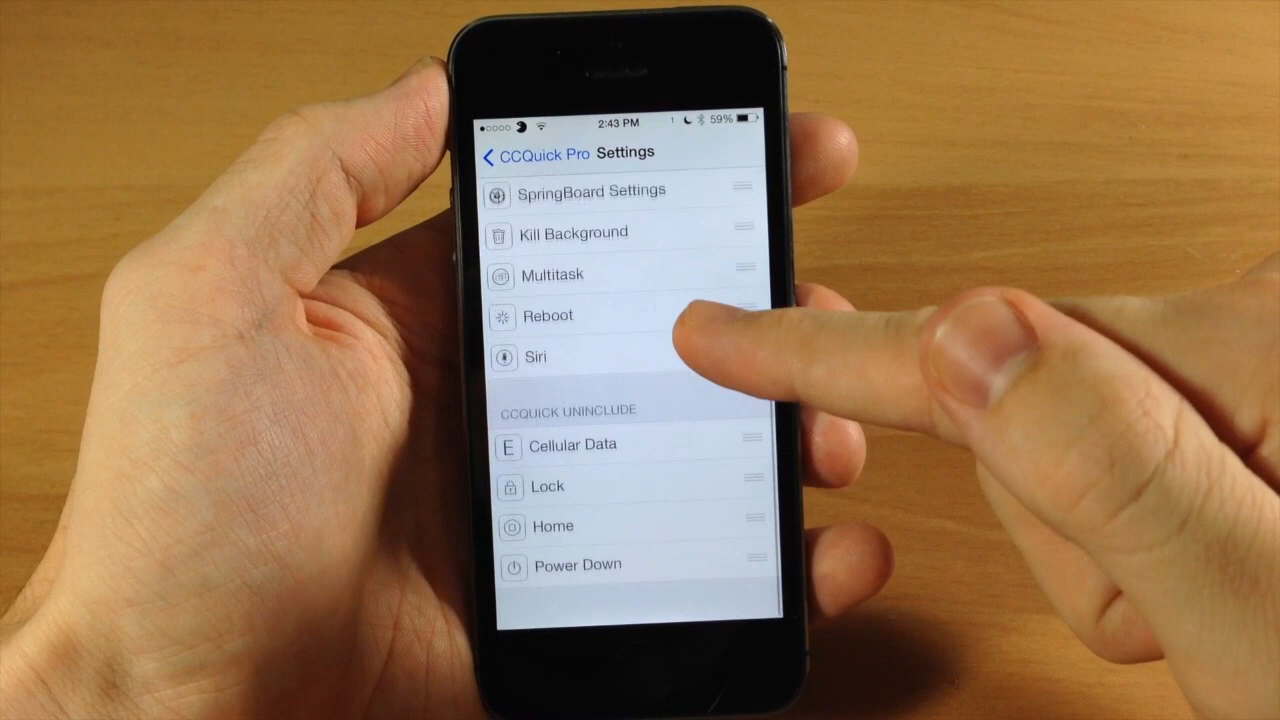 2:43 PM 1 59%
CCQuick Pro Settings
SpringBoard Settings
Kill Background
Multitask
Reboot
Siri
CCQUICK UNINCLUDE
E Cellular Data
Lock
Home
Power Down